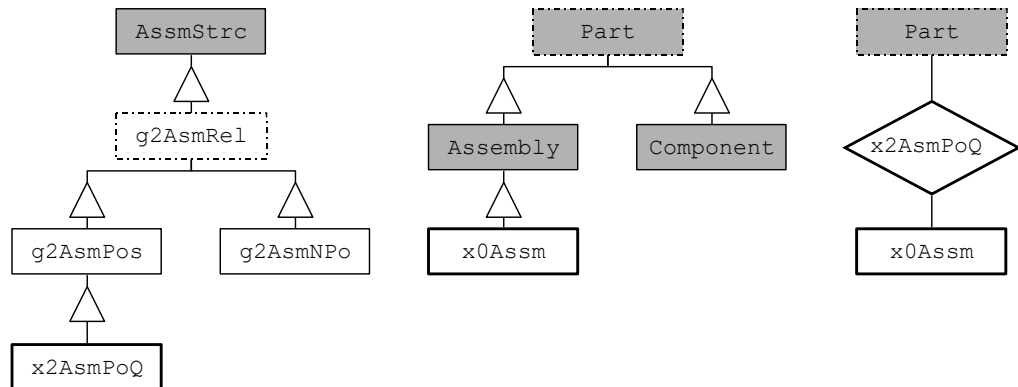 AssmStrc
g2AsmRel
g2AsmPos
g2AsmNPo
x2AsmPoQ
Part
Assembly
Component
x0Assm
Part
x2AsmPoQ
x0Assm